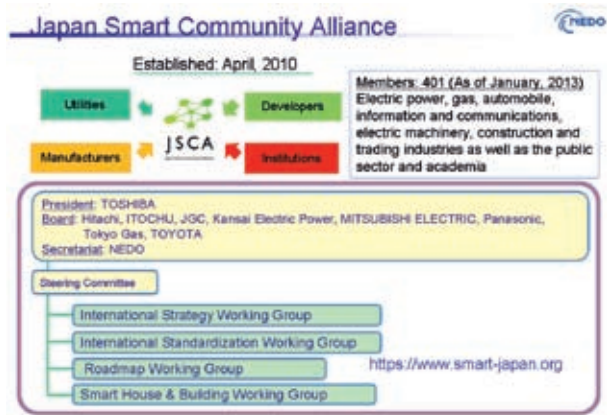 Japan Smart Community Alliance
NEDO
Established: April, 2010
Utilities
Developers
JSCA
Manufacturers
Institutions
Members: 401 (As of January, 2013)
Electric power, gas, automobile,
information and communications,
electric machinery, construction and
trading industries as well as the public
sector and academia
President: TOSHIBA
Board: Hitachi, ITOCHU, JGC, Kansai Electric Power, MITSUBISHI ELECTRIC, Panasonic,
Tokyo Gas, TOYOTA
Secretariat: NEDO
Steering Committee
International Strategy Working Group
International Standardization Working Group
Roadmap Working Group
Smart House & Building Working Group
https://www.smart-japan.org